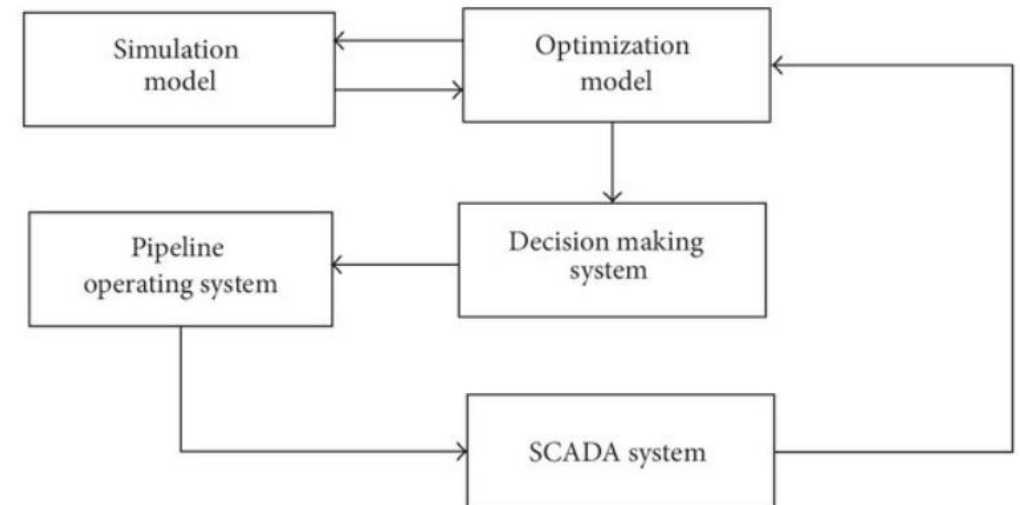 Simulation
model
Optimization
model
Pipeline
operating system
Decision making
system
SCADA system